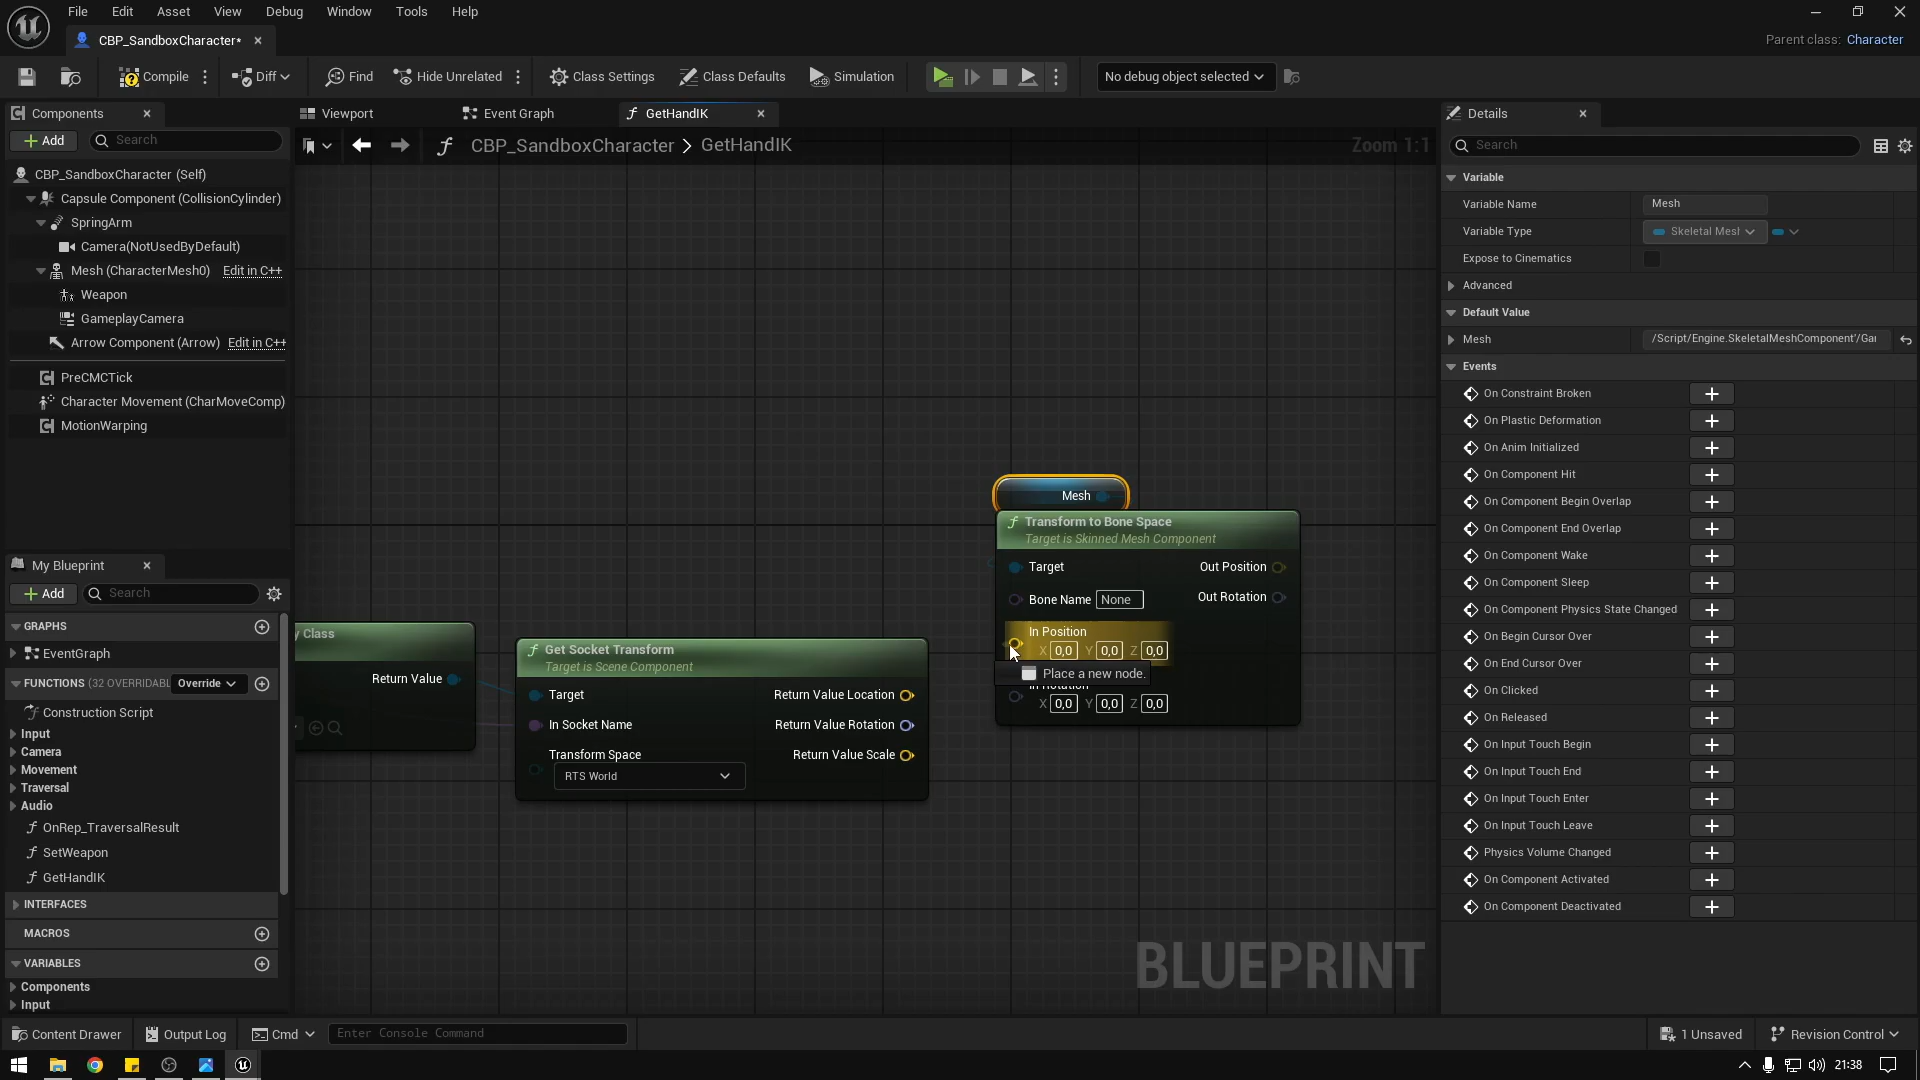 File Edit Asset View Debug Window Tools Help
CBP_SandboxCharacter*
Parent class: Character
Compile Diff Find Hide Unrelated Class Settings Class Defaults Simulation No debug object selected
Components
Add Search
CBP_SandboxCharacter (Self)
Capsule Component (CollisionCylinder)
SpringArm
Camera(NotUsedByDefault)
Mesh (CharacterMesh0) Edit in C++
Weapon
GameplayCamera
Arrow Component (Arrow) Edit in C++
PreCMCTick
Character Movement (CharMoveComp)
MotionWarping
My Blueprint
Add Search
GRAPHS
EventGraph
FUNCTIONS (32 OVERRIDABL Override
Construction Script
Input
Camera
Movement
Traversal
Audio
OnRep_TraversalResult
SetWeapon
GetHandIK
INTERFACES
MACROS
VARIABLES
Components
Input
Viewport Event Graph GetHandIK
CBP_SandboxCharacter > GetHandIK
Zoom 1:1
Mesh
Transform to Bone Space
Target is Skinned Mesh Component
Target Out Position
Bone Name None Out Rotation
In Position
X 0,0 Y 0,0 Z 0,0
Place a new node.
In Rotation
X 0,0 Y 0,0 Z 0,0
y Class
Return Value
Get Socket Transform
Target is Scene Component
Target Return Value Location
In Socket Name Return Value Rotation
Transform Space Return Value Scale
RTS World
BLUEPRINT
Details
Search
Variable
Variable Name Mesh
Variable Type Skeletal Mesh
Expose to Cinematics
Advanced
Default Value
Mesh /Script/Engine.SkeletalMeshComponent'/Gai
Events
On Constraint Broken
On Plastic Deformation
On Anim Initialized
On Component Hit
On Component Begin Overlap
On Component End Overlap
On Component Wake
On Component Sleep
On Component Physics State Changed
On Begin Cursor Over
On End Cursor Over
On Clicked
On Released
On Input Touch Begin
On Input Touch End
On Input Touch Enter
On Input Touch Leave
Physics Volume Changed
On Component Activated
On Component Deactivated
Content Drawer Output Log Cmd Enter Console Command 1 Unsaved Revision Control
21:38